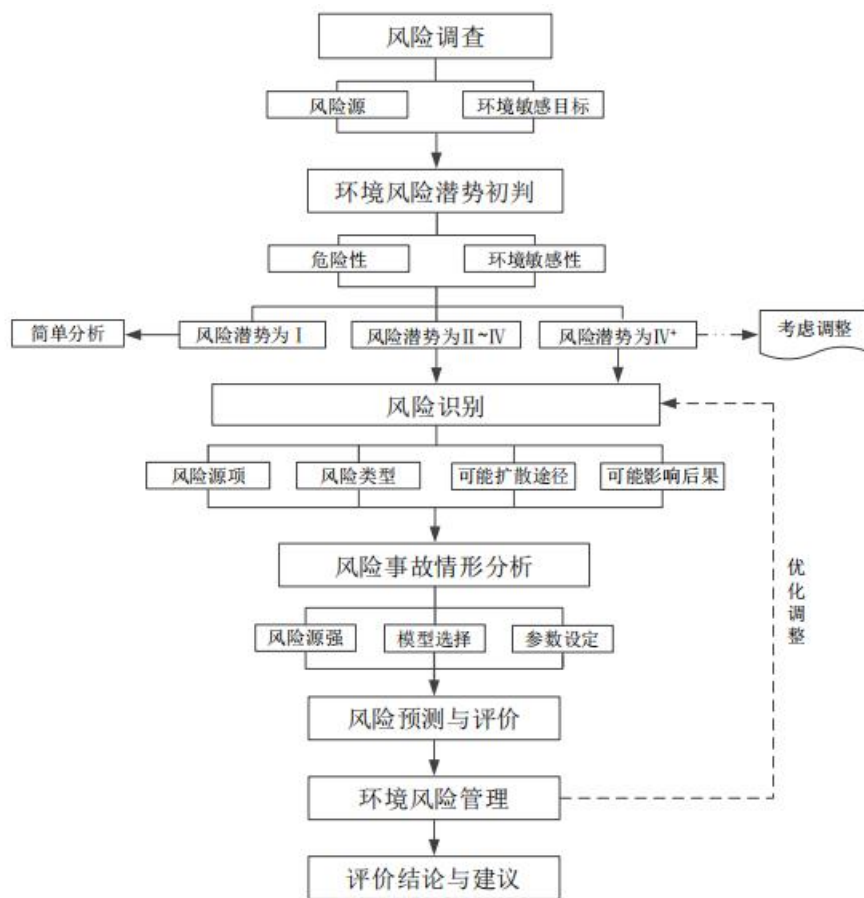 风险调查
风险源
环境敏感目标
环境风险潜势初判
危险性
环境敏感性
简单分析
风险潜势为Ⅰ
风险潜势为Ⅱ~Ⅳ
风险潜势为Ⅳ⁺
考虑调整
风险识别
风险源项
风险类型
可能扩散途径
可能影响后果
风险事故情形分析
优化调整
风险源强
模型选择
参数设定
风险预测与评价
环境风险管理
评价结论与建议